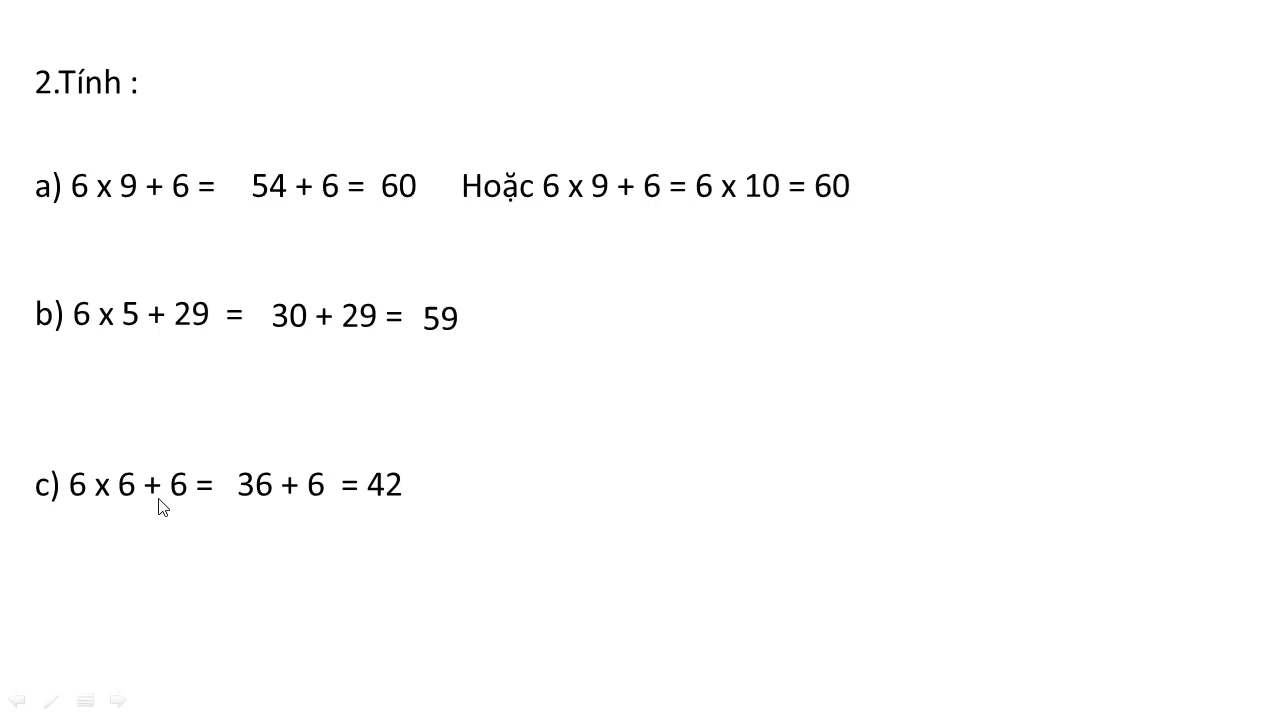 2.Tính :
a) 6 x 9 + 6 = 54 + 6 = 60 Hoặc 6 x 9 + 6 = 6 x 10 = 60
b) 6 x 5 + 29 = 30 + 29 = 59
c) 6 x 6 + 6 = 36 + 6 = 42